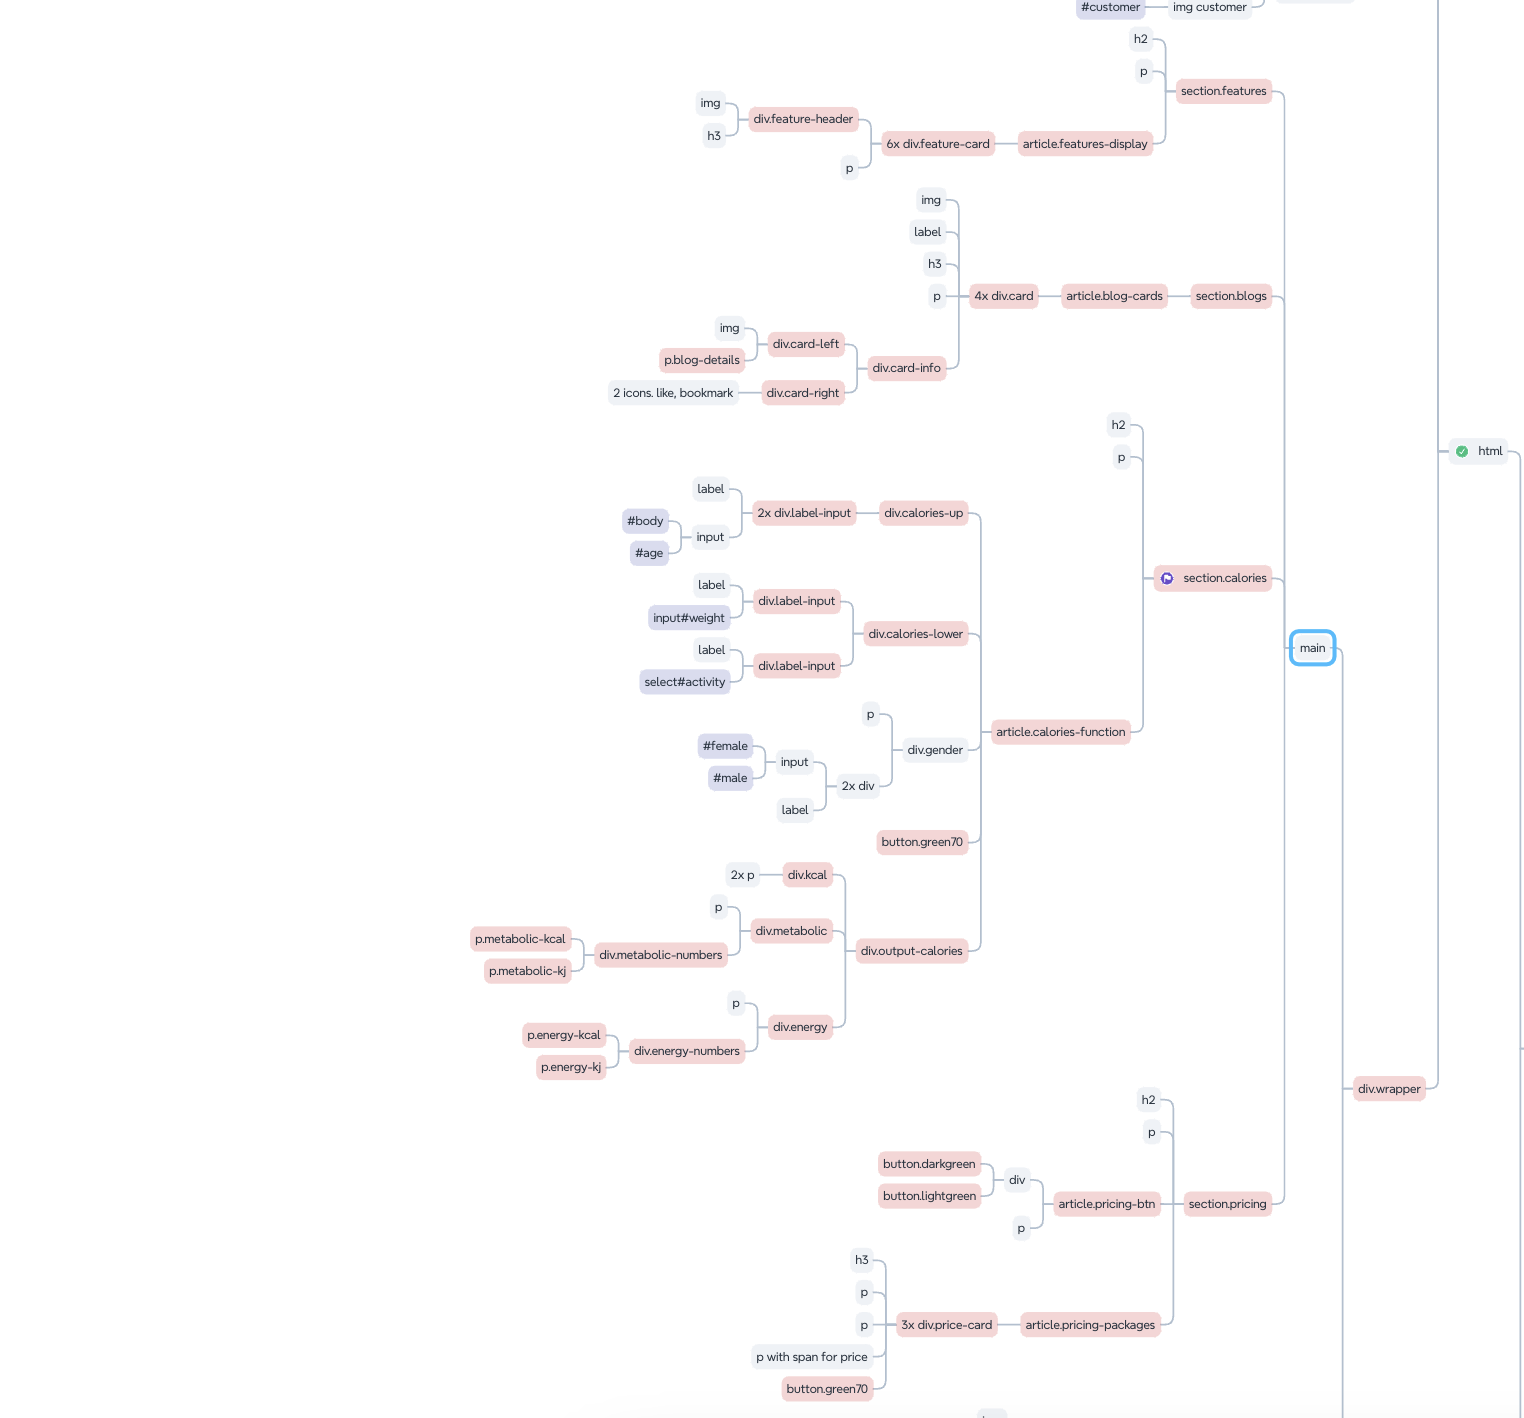 #customer
img customer
h2
p
section.features
img
h3
div.feature-header
p
6x div.feature-card
article.features-display
img
label
h3
p
4x div.card
article.blog-cards
section.blogs
img
p.blog-details
div.card-left
div.card-info
2 icons. like, bookmark
div.card-right
h2
p
html
label
#body
#age
input
2x div.label-input
div.calories-up
section.calories
label
input#weight
div.label-input
div.calories-lower
label
select#activity
div.label-input
main
p
#female
#male
input
label
2x div
div.gender
article.calories-function
button.green70
2x p
div.kcal
p
div.metabolic
p.metabolic-kcal
p.metabolic-kj
div.metabolic-numbers
div.output-calories
p
div.energy
p.energy-kcal
p.energy-kj
div.energy-numbers
div.wrapper
h2
p
button.darkgreen
button.lightgreen
div
p
article.pricing-btn
section.pricing
h3
p
p
3x div.price-card
article.pricing-packages
p with span for price
button.green70